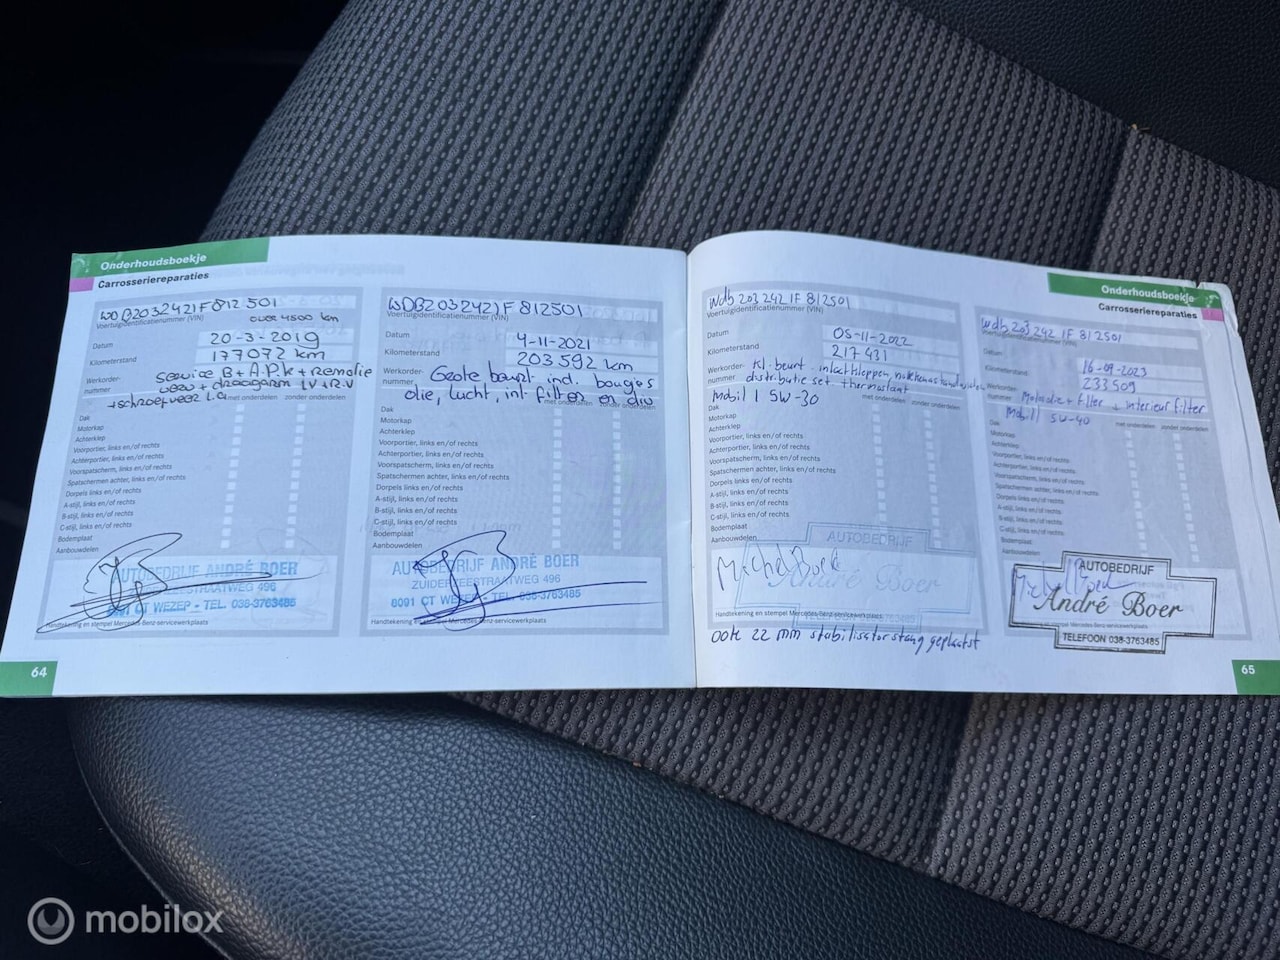 Onderhoudsboekje
Carrosseriereparaties
WDB2032421F812501
Voertuigidentificatienummer (VIN)
over 4500 km
Datum
20-3-2019
Kilometerstand
177072 km
Werkorder-
nummer
Service B + A.P.k + Remolie
veer + draagarm L.V + R.V
+ schroefveer L.a
met onderdelen zonder onderdelen
Dak
Motorkap
Achterklep
Voorportier, links en/of rechts
Achterportier, links en/of rechts
Voorspatscherm, links en/of rechts
Spatschermen achter, links en/of rechts
Dorpels links en/of rechts
A-stijl, links en/of rechts
B-stijl, links en/of rechts
C-stijl, links en/of rechts
Bodemplaat
Aanbouwdelen
AUTOBEDRIJF ANDRÉ BOER
496
8091 CT WEZEP - TEL. 038-3763485
Handtekening en stempel Mercedes-Benz-servicewerkplaats
64
WDB2032421F812501
Voertuigidentificatienummer (VIN)
Datum
4-11-2021
Kilometerstand
203592 km
Werkorder-
nummer
Grote beurt incl. bougies
olie, lucht, int. filter en div
met onderdelen zonder onderdelen
Dak
Motorkap
Achterklep
Voorportier, links en/of rechts
Achterportier, links en/of rechts
Voorspatscherm, links en/of rechts
Spatschermen achter, links en/of rechts
Dorpels links en/of rechts
A-stijl, links en/of rechts
B-stijl, links en/of rechts
C-stijl, links en/of rechts
Bodemplaat
Aanbouwdelen
AUTOBEDRIJF ANDRÉ BOER
ZUIDERZEESTRAATWEG 496
8091 CT WEZEP - TEL. 038-3763485
Handtekening en stempel Mercedes-Benz-servicewerkplaats
Onderhoudsboekje
Carrosseriereparaties
Wdb 203 242 1F 812501
Voertuigidentificatienummer (VIN)
Datum
05-11-2022
Kilometerstand
217431
Werkorder-
nummer
Kl. beurt - inlaatkleppen,
distributie set + thermostaat
Mobil 1 5W-30
met onderdelen zonder onderdelen
Dak
Motorkap
Achterklep
Voorportier, links en/of rechts
Achterportier, links en/of rechts
Voorspatscherm, links en/of rechts
Spatschermen achter, links en/of rechts
Dorpels links en/of rechts
A-stijl, links en/of rechts
B-stijl, links en/of rechts
C-stijl, links en/of rechts
Bodemplaat
Aanbouwdelen
AUTOBEDRIJF
André Boer
Michel Boer
Handtekening en stempel Mercedes-Benz-servicewerkplaats
ook 22 mm stabilisatorstang geplaatst
wdb 203 242 1F 812501
Voertuigidentificatienummer (VIN)
Datum
16-09-2023
Kilometerstand
233509
Werkorder-
nummer
Motorolie + filter + interieur filter
Mobil 1 5W-40
met onderdelen zonder onderdelen
Dak
Motorkap
Achterklep
Voorportier, links en/of rechts
Achterportier, links en/of rechts
Voorspatscherm, links en/of rechts
Spatschermen achter, links en/of rechts
Dorpels links en/of rechts
A-stijl, links en/of rechts
B-stijl, links en/of rechts
C-stijl, links en/of rechts
Bodemplaat
Aanbouwdelen
AUTOBEDRIJF
André Boer
TELEFOON 038-3763485
65
mobilox